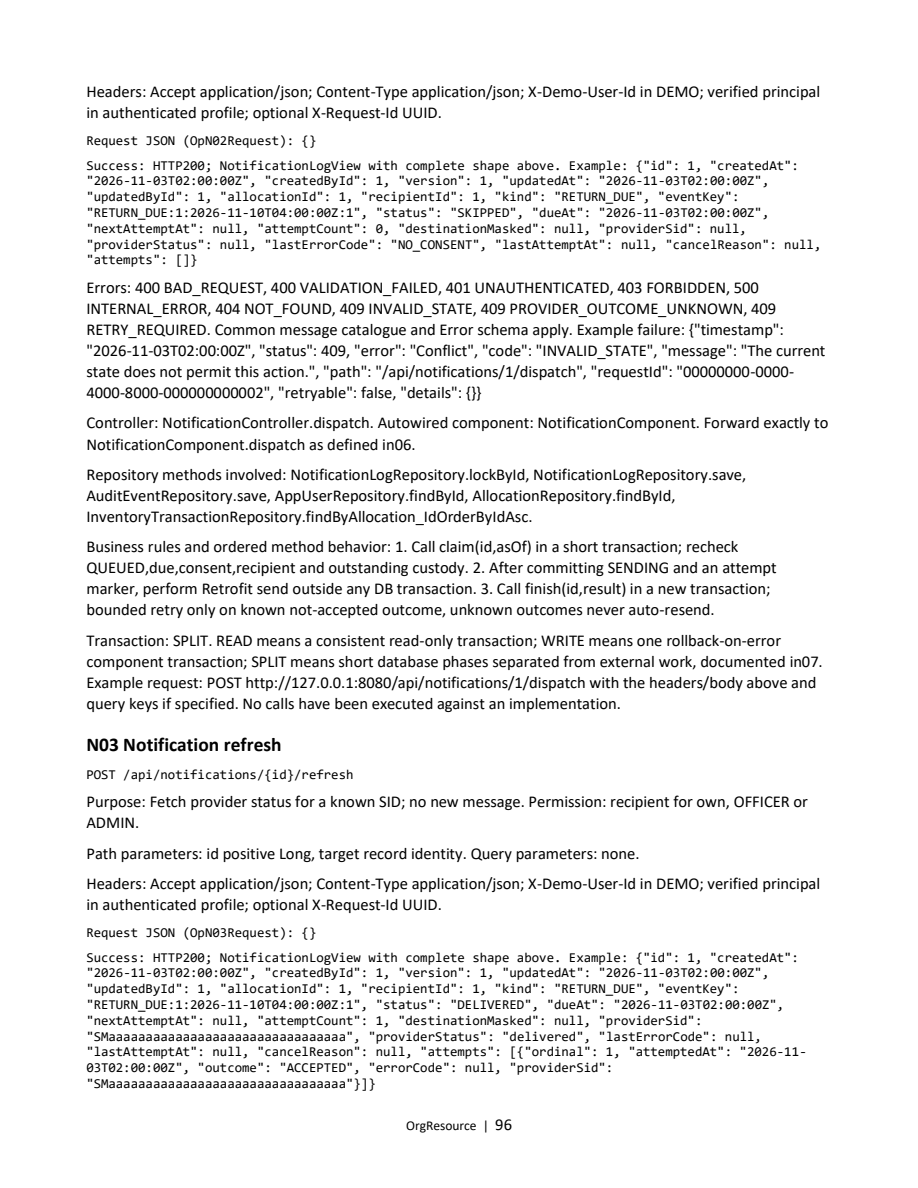 Headers: Accept application/json; Content-Type application/json; X-Demo-User-Id in DEMO; verified principal
in authenticated profile; optional X-Request-Id UUID.
Request JSON (OpN02Request): {}
Success: HTTP200; NotificationLogView with complete shape above. Example: {"id": 1, "createdAt":
"2026-11-03T02:00:00Z", "createdById": 1, "version": 1, "updatedAt": "2026-11-03T02:00:00Z",
"updatedById": 1, "allocationId": 1, "recipientId": 1, "kind": "RETURN_DUE", "eventKey":
"RETURN_DUE:1:2026-11-10T04:00:00Z:1", "status": "SKIPPED", "dueAt": "2026-11-03T02:00:00Z",
"nextAttemptAt": null, "attemptCount": 0, "destinationMasked": null, "providerSid": null,
"providerStatus": null, "lastErrorCode": "NO_CONSENT", "lastAttemptAt": null, "cancelReason": null,
"attempts": []}
Errors: 400 BAD_REQUEST, 400 VALIDATION_FAILED, 401 UNAUTHENTICATED, 403 FORBIDDEN, 500
INTERNAL_ERROR, 404 NOT_FOUND, 409 INVALID_STATE, 409 PROVIDER_OUTCOME_UNKNOWN, 409
RETRY_REQUIRED. Common message catalogue and Error schema apply. Example failure: {"timestamp":
"2026-11-03T02:00:00Z", "status": 409, "error": "Conflict", "code": "INVALID_STATE", "message": "The current
state does not permit this action.", "path": "/api/notifications/1/dispatch", "requestId": "00000000-0000-
4000-8000-000000000002", "retryable": false, "details": {}}
Controller: NotificationController.dispatch. Autowired component: NotificationComponent. Forward exactly to
NotificationComponent.dispatch as defined in06.
Repository methods involved: NotificationLogRepository.lockById, NotificationLogRepository.save,
AuditEventRepository.save, AppUserRepository.findById, AllocationRepository.findById,
InventoryTransactionRepository.findByAllocation_IdOrderByIdAsc.
Business rules and ordered method behavior: 1. Call claim(id,asOf) in a short transaction; recheck
QUEUED,due,consent,recipient and outstanding custody. 2. After committing SENDING and an attempt
marker, perform Retrofit send outside any DB transaction. 3. Call finish(id,result) in a new transaction;
bounded retry only on known not-accepted outcome, unknown outcomes never auto-resend.
Transaction: SPLIT. READ means a consistent read-only transaction; WRITE means one rollback-on-error
component transaction; SPLIT means short database phases separated from external work, documented in07.
Example request: POST http://127.0.0.1:8080/api/notifications/1/dispatch with the headers/body above and
query keys if specified. No calls have been executed against an implementation.
N03 Notification refresh
POST /api/notifications/{id}/refresh
Purpose: Fetch provider status for a known SID; no new message. Permission: recipient for own, OFFICER or
ADMIN.
Path parameters: id positive Long, target record identity. Query parameters: none.
Headers: Accept application/json; Content-Type application/json; X-Demo-User-Id in DEMO; verified principal
in authenticated profile; optional X-Request-Id UUID.
Request JSON (OpN03Request): {}
Success: HTTP200; NotificationLogView with complete shape above. Example: {"id": 1, "createdAt":
"2026-11-03T02:00:00Z", "createdById": 1, "version": 1, "updatedAt": "2026-11-03T02:00:00Z",
"updatedById": 1, "allocationId": 1, "recipientId": 1, "kind": "RETURN_DUE", "eventKey":
"RETURN_DUE:1:2026-11-10T04:00:00Z:1", "status": "DELIVERED", "dueAt": "2026-11-03T02:00:00Z",
"nextAttemptAt": null, "attemptCount": 1, "destinationMasked": null, "providerSid":
"SMaaaaaaaaaaaaaaaaaaaaaaaaaaaaaaaa", "providerStatus": "delivered", "lastErrorCode": null,
"lastAttemptAt": null, "cancelReason": null, "attempts": [{"ordinal": 1, "attemptedAt": "2026-11-
03T02:00:00Z", "outcome": "ACCEPTED", "errorCode": null, "providerSid":
"SMaaaaaaaaaaaaaaaaaaaaaaaaaaaaaaaa"}]}
OrgResource | 96